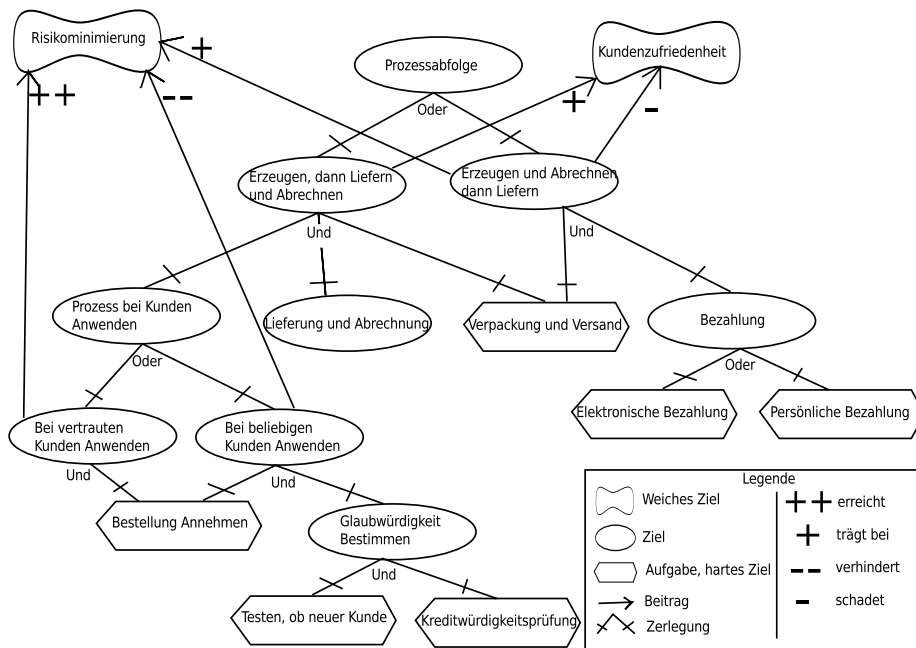 Risikominimierung
+
Kundenzufriedenheit
Prozessabfolge
++
--
+
-
Oder
Erzeugen, dann Liefern
und Abrechnen
Erzeugen und Abrechnen
dann Liefern
Und
Und
Prozess bei Kunden
Anwenden
Lieferung und Abrechnung
Verpackung und Versand
Bezahlung
Oder
Oder
Elektronische Bezahlung
Persönliche Bezahlung
Bei vertrauten
Kunden Anwenden
Bei beliebigen
Kunden Anwenden
Und
Und
Bestellung Annehmen
Glaubwürdigkeit
Bestimmen
Und
Testen, ob neuer Kunde
Kreditwürdigkeitsprüfung
Legende
Weiches Ziel
Ziel
Aufgabe, hartes Ziel
Beitrag
Zerlegung
++ erreicht
+ trägt bei
-- verhindert
- schadet